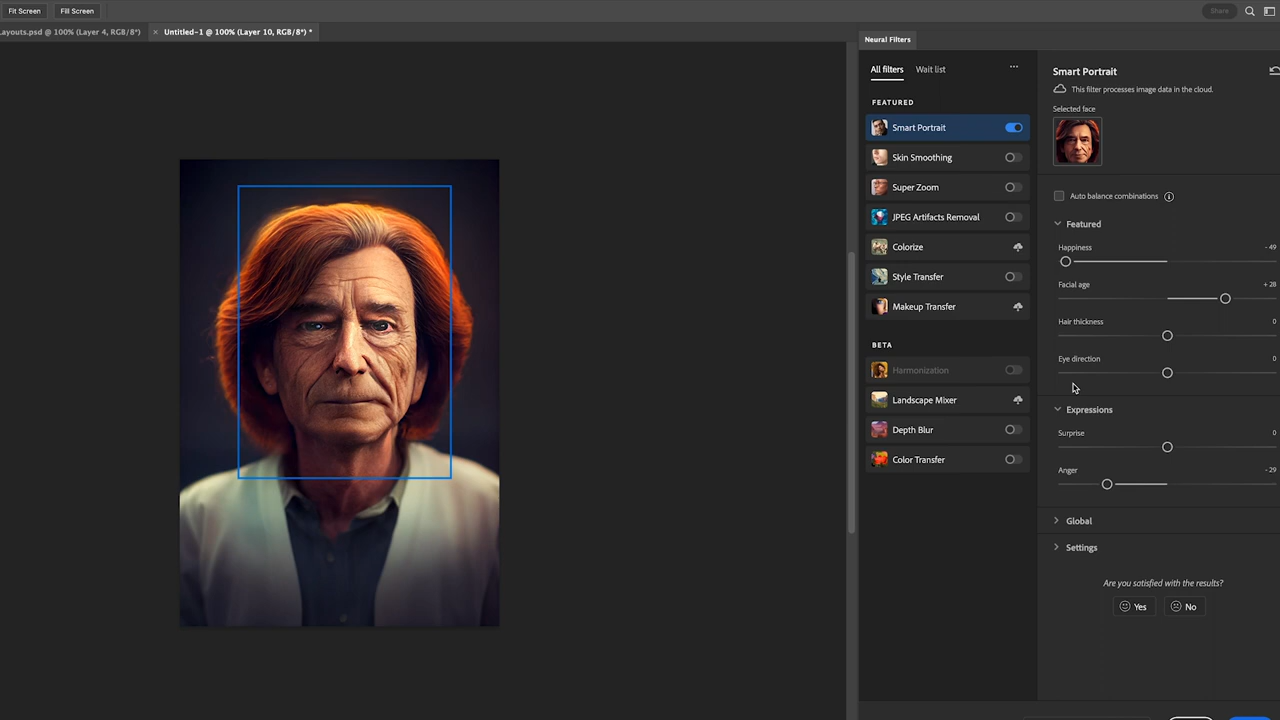 Fit Screen Fill Screen Share
Layouts.psd @ 100% (Layer 4, RGB/8*) × Untitled-1 @ 100% (Layer 10, RGB/8*) *
Neural Filters
All filters Wait list ...
FEATURED
Smart Portrait
Skin Smoothing
Super Zoom
JPEG Artifacts Removal
Colorize
Style Transfer
Makeup Transfer
BETA
Harmonization
Landscape Mixer
Depth Blur
Color Transfer
Smart Portrait
This filter processes image data in the cloud.
Selected face
Auto balance combinations
Featured
Happiness -49
Facial age +28
Hair thickness 0
Eye direction 0
Expressions
Surprise 0
Anger -29
Global
Settings
Are you satisfied with the results?
Yes No